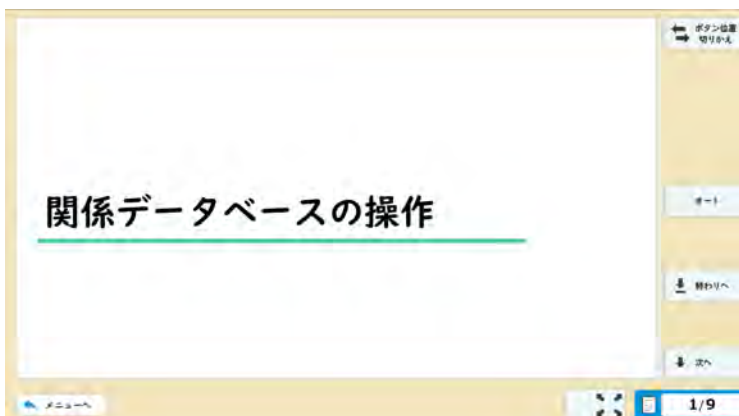 ボタン位置
切りかえ
関係データベースの操作
オート
終わりへ
次へ
メニューへ
1/9